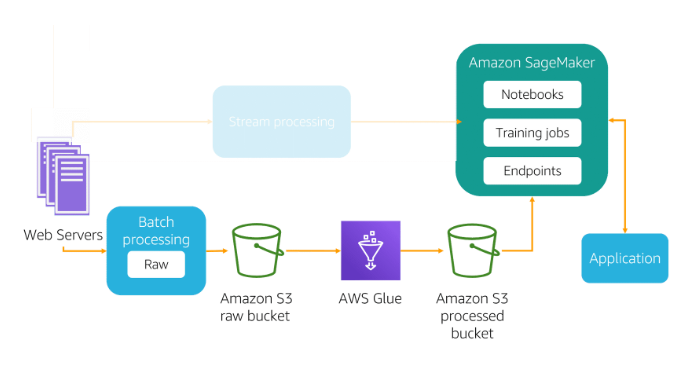 Amazon SageMaker
Notebooks
Training jobs
Endpoints
Stream processing
Web Servers
Batch
processing
Raw
Amazon S3
raw bucket
AWS Glue
Amazon S3
processed
bucket
Application